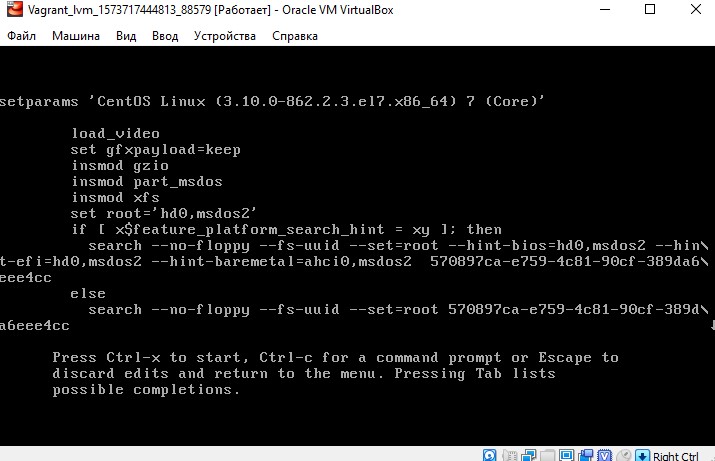 Vagrant_lvm_1573717444813_88579 [Работает] - Oracle VM VirtualBox
Файл Машина Вид Ввод Устройства Справка
setparams 'CentOS Linux (3.10.0-862.2.3.el7.x86_64) 7 (Core)'
load_video
set gfxpayload=keep
insmod gzio
insmod part_msdos
insmod xfs
set root='hd0,msdos2'
if [ x$feature_platform_search_hint = xy ]; then
search --no-floppy --fs-uuid --set=root --hint-bios=hd0,msdos2 --hin\
t-efi=hd0,msdos2 --hint-baremetal=ahci0,msdos2  570897ca-e759-4c81-90cf-389da6\
eee4cc
else
search --no-floppy --fs-uuid --set=root 570897ca-e759-4c81-90cf-389d\
a6eee4cc
Press Ctrl-x to start, Ctrl-c for a command prompt or Escape to
discard edits and return to the menu. Pressing Tab lists
possible completions.
Right Ctrl